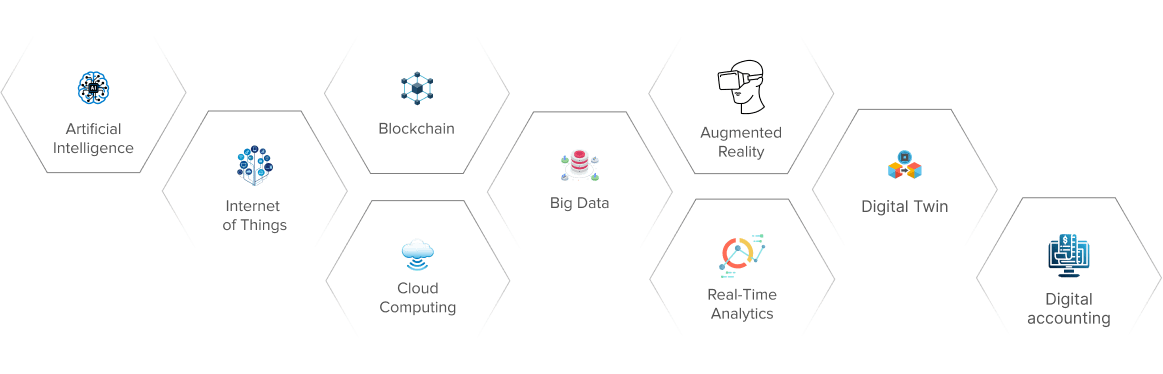 Artificial
Intelligence
Internet
of Things
Blockchain
Cloud
Computing
Big Data
Augmented
Reality
Real-Time
Analytics
Digital Twin
Digital
accounting